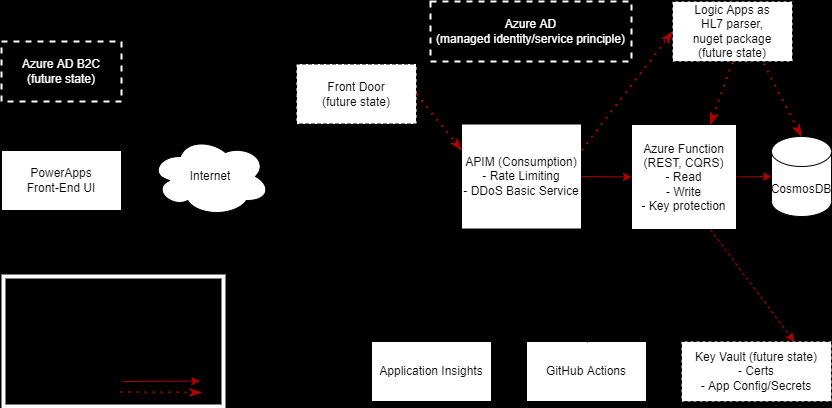 Azure AD
(managed identity/service principle)
Logic Apps as
HL7 parser,
nuget package
(future state)
Azure AD B2C
(future state)
Front Door
(future state)
PowerApps
Front-End UI
Internet
APIM (Consumption)
- Rate Limiting
- DDoS Basic Service
Azure Function
(REST, CQRS)
- Read
- Write
- Key protection
CosmosDB
Application Insights
GitHub Actions
Key Vault (future state)
- Certs
- App Config/Secrets